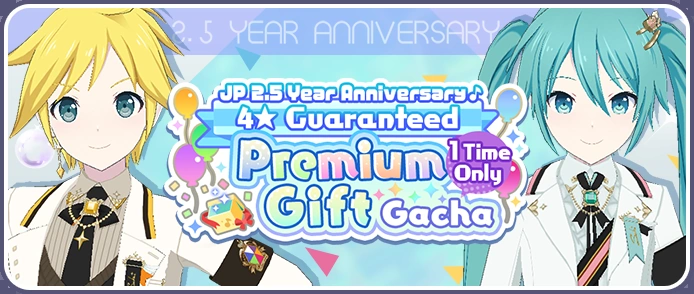 2.5 YEAR ANNIVERSARY
JP 2.5 Year Anniversary♪
4★ Guaranteed
Premium
1 Time
Only
Gift Gacha